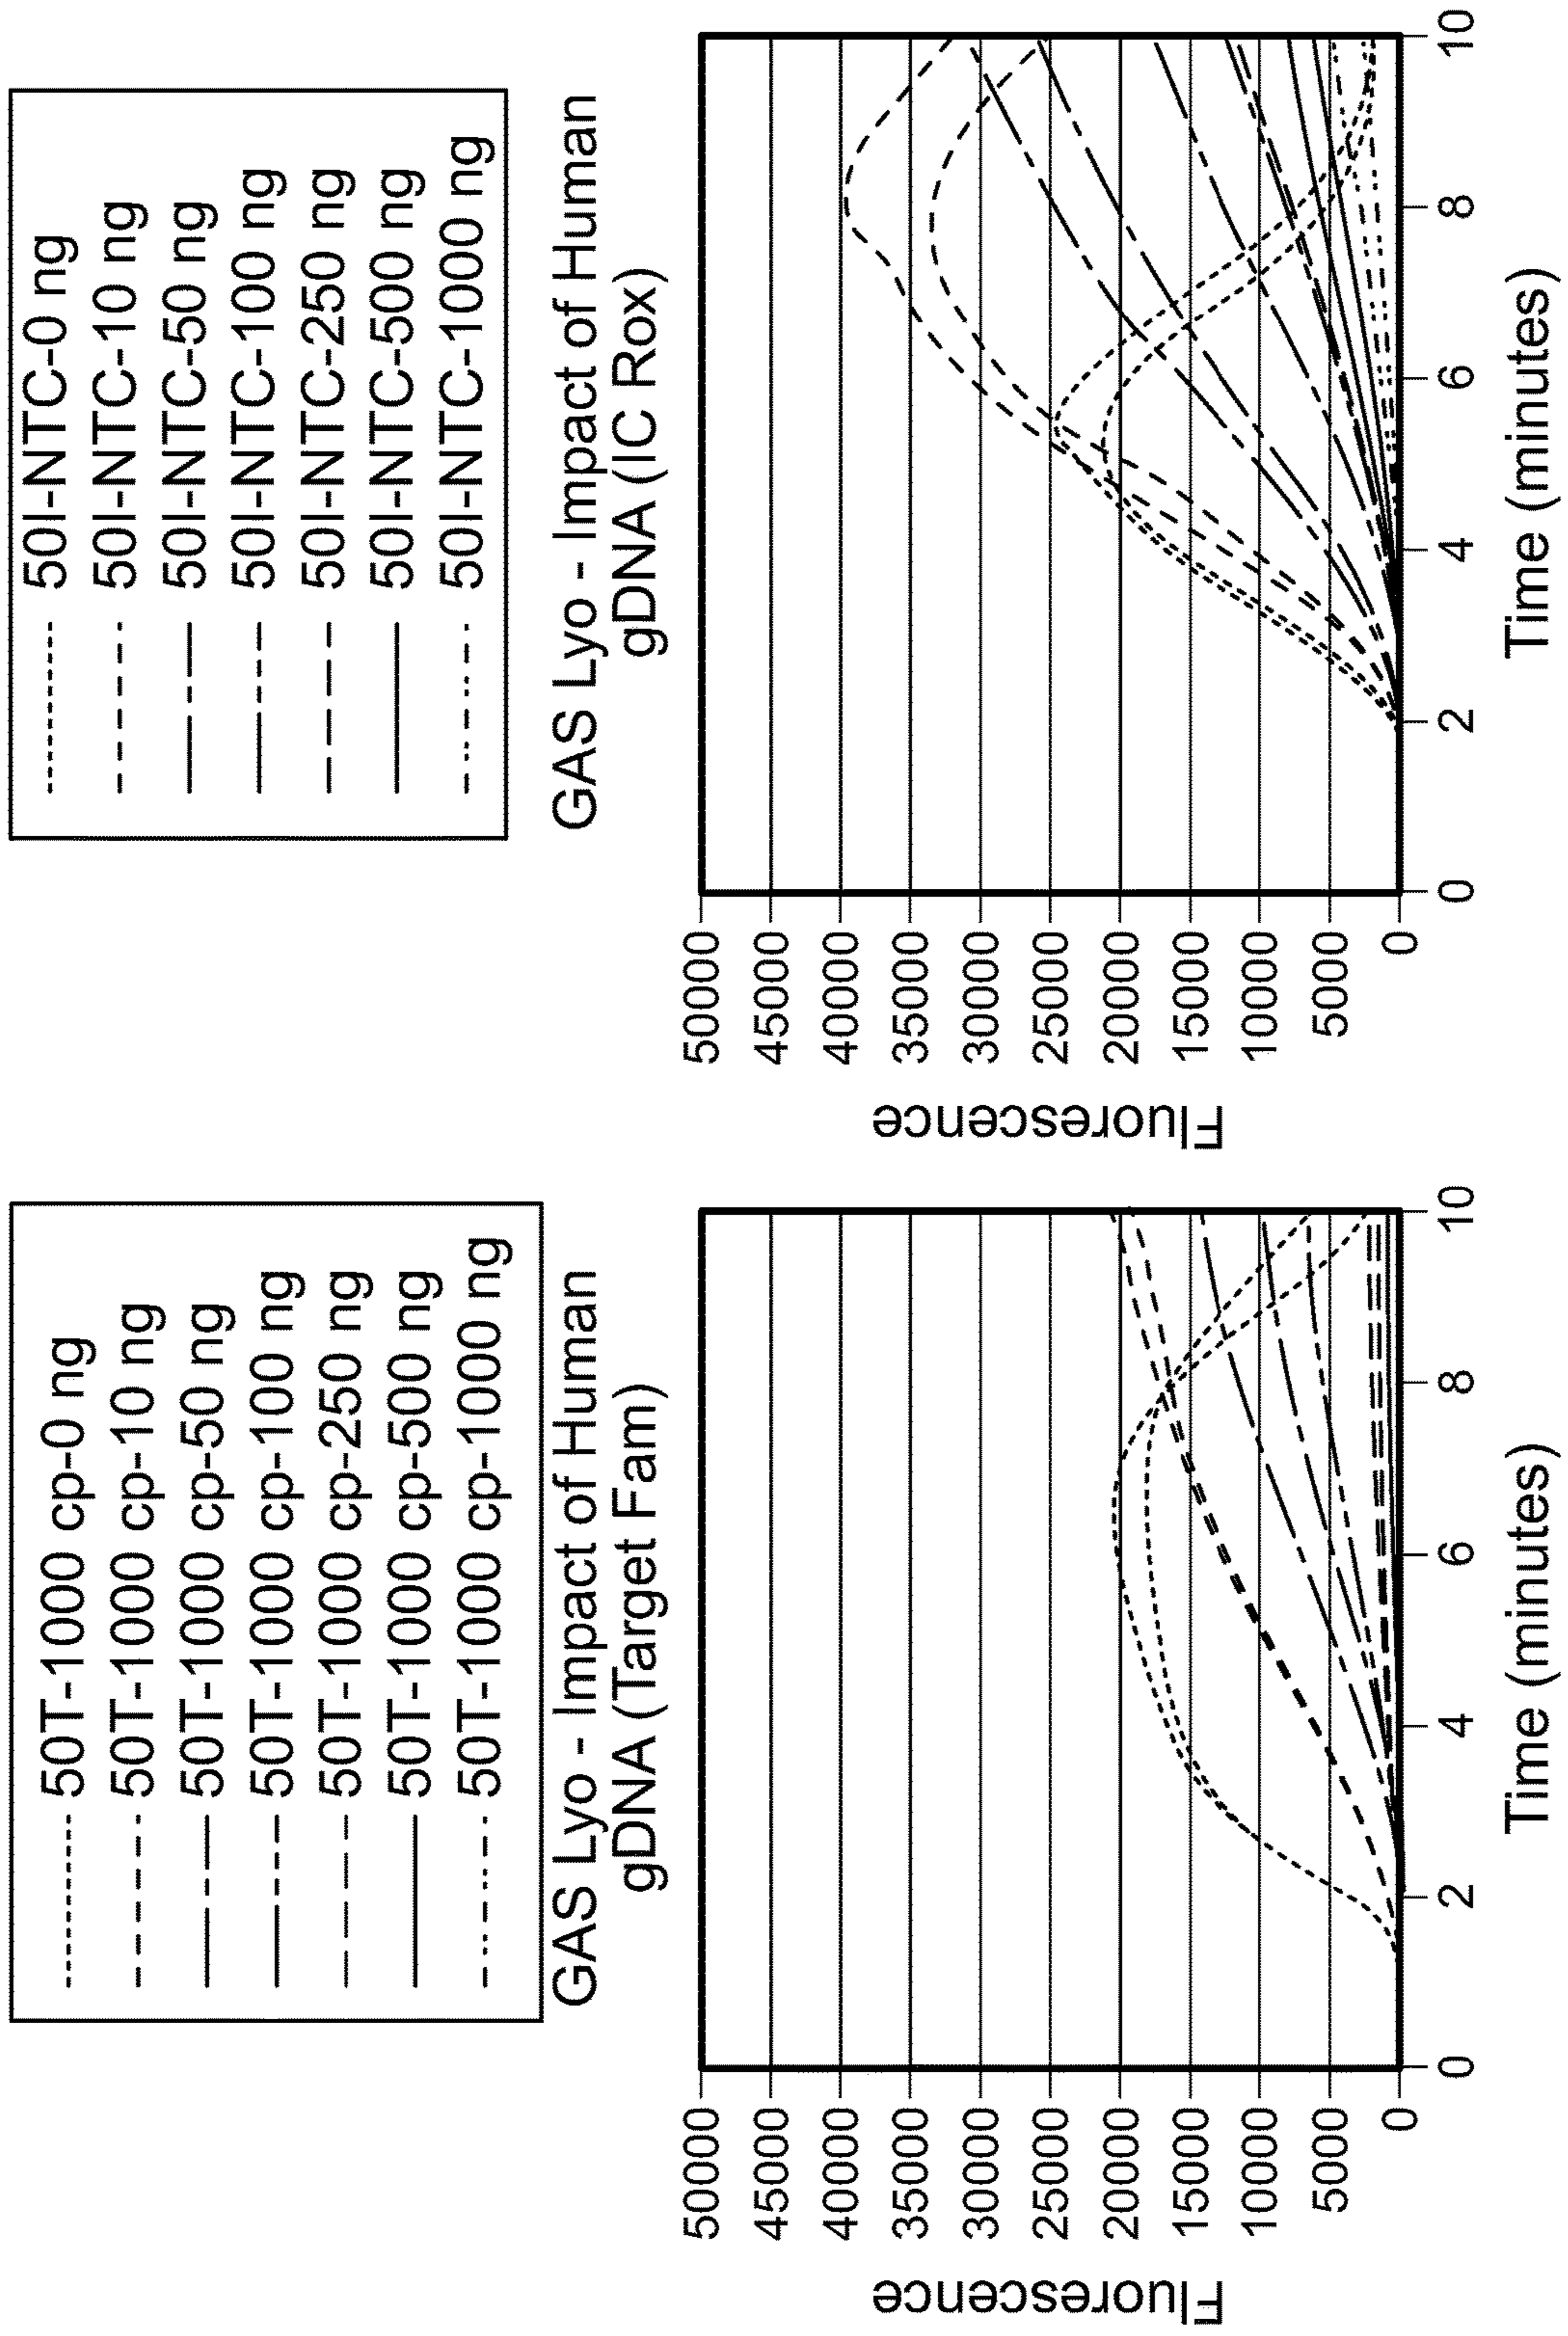 50T-1000 cp-0 ng
50T-1000 cp-10 ng
50T-1000 cp-50 ng
50T-1000 cp-100 ng
50T-1000 cp-250 ng
50T-1000 cp-500 ng
50T-1000 cp-1000 ng
GAS Lyo - Impact of Human
gDNA (Target Fam)
Fluorescence
50000
45000
40000
35000
30000
25000
20000
15000
10000
5000
0
0 2 4 6 8 10
Time (minutes)
50I-NTC-0 ng
50I-NTC-10 ng
50I-NTC-50 ng
50I-NTC-100 ng
50I-NTC-250 ng
50I-NTC-500 ng
50I-NTC-1000 ng
GAS Lyo - Impact of Human
gDNA (IC Rox)
Fluorescence
50000
45000
40000
35000
30000
25000
20000
15000
10000
5000
0
0 2 4 6 8 10
Time (minutes)